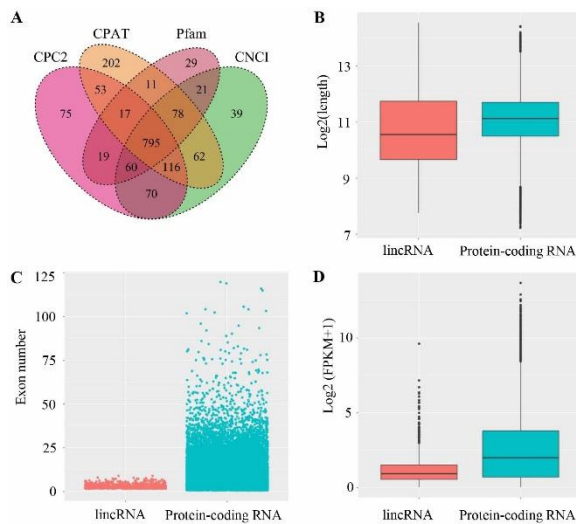 A
CPAT Pfam
CPC2 CNCI
202 29
53 11 21
75 17 78 39
795
19 60 116 62
70
B
Log2(length)
13
11
9
7
lincRNA Protein-coding RNA
C
Exon number
125
100
75
50
25
0
lincRNA Protein-coding RNA
D
Log2 (FPKM+1)
10
5
0
lincRNA Protein-coding RNA